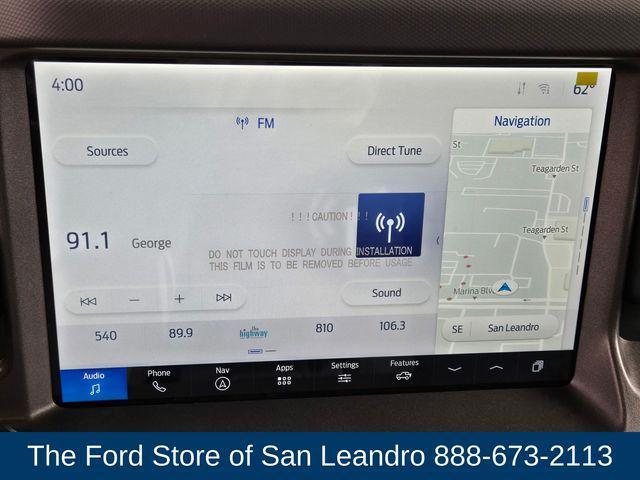 4:00
62°
FM
Navigation
Sources
Direct Tune
St
Teagarden St
!!!CAUTION!!!
91.1 George
Teagarden St
DO NOT TOUCH DISPLAY DURING INSTALLATION
THIS FILM IS TO BE REMOVED BEFORE USAGE
Marina Blv
Sound
SE San Leandro
540 89.9 the highway 810 106.3
Audio Phone Nav Apps Settings Features
The Ford Store of San Leandro 888-673-2113